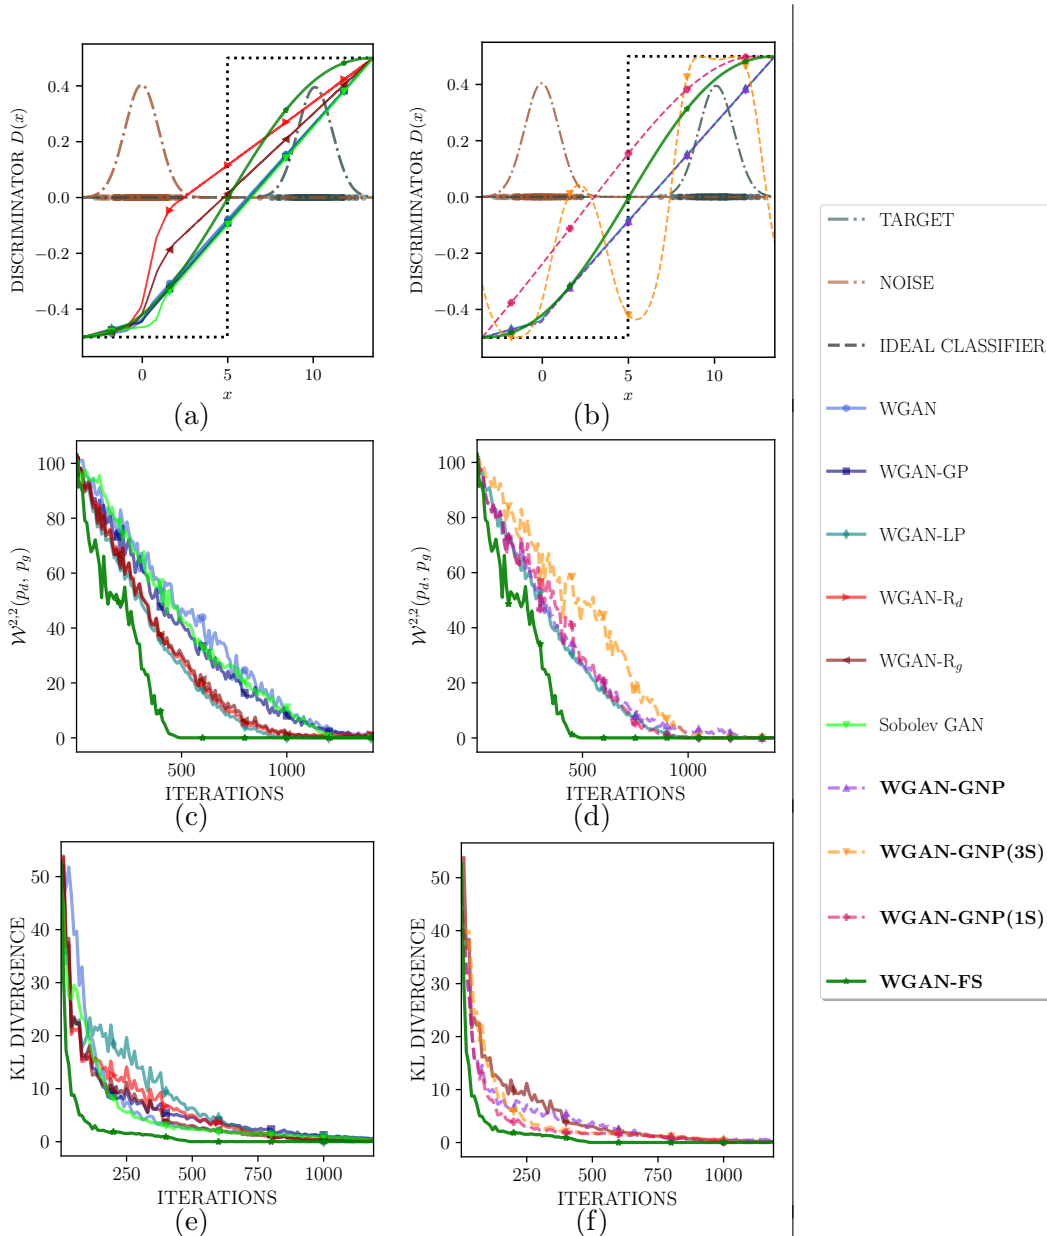 DISCRIMINATOR D(x)
0.4
0.2
0.0
−0.2
−0.4
0
5
10
x
(a)
DISCRIMINATOR D(x)
0.4
0.2
0.0
−0.2
−0.4
0
5
10
x
(b)
𝒲^{2,2}(p_d, p_g)
100
80
60
40
20
0
500
1000
ITERATIONS
(c)
𝒲^{2,2}(p_d, p_g)
100
80
60
40
20
0
500
1000
ITERATIONS
(d)
KL DIVERGENCE
50
40
30
20
10
0
250
500
750
1000
ITERATIONS
(e)
KL DIVERGENCE
50
40
30
20
10
0
250
500
750
1000
ITERATIONS
(f)
TARGET
NOISE
IDEAL CLASSIFIER
WGAN
WGAN-GP
WGAN-LP
WGAN-R_d
WGAN-R_g
Sobolev GAN
WGAN-GNP
WGAN-GNP(3S)
WGAN-GNP(1S)
WGAN-FS